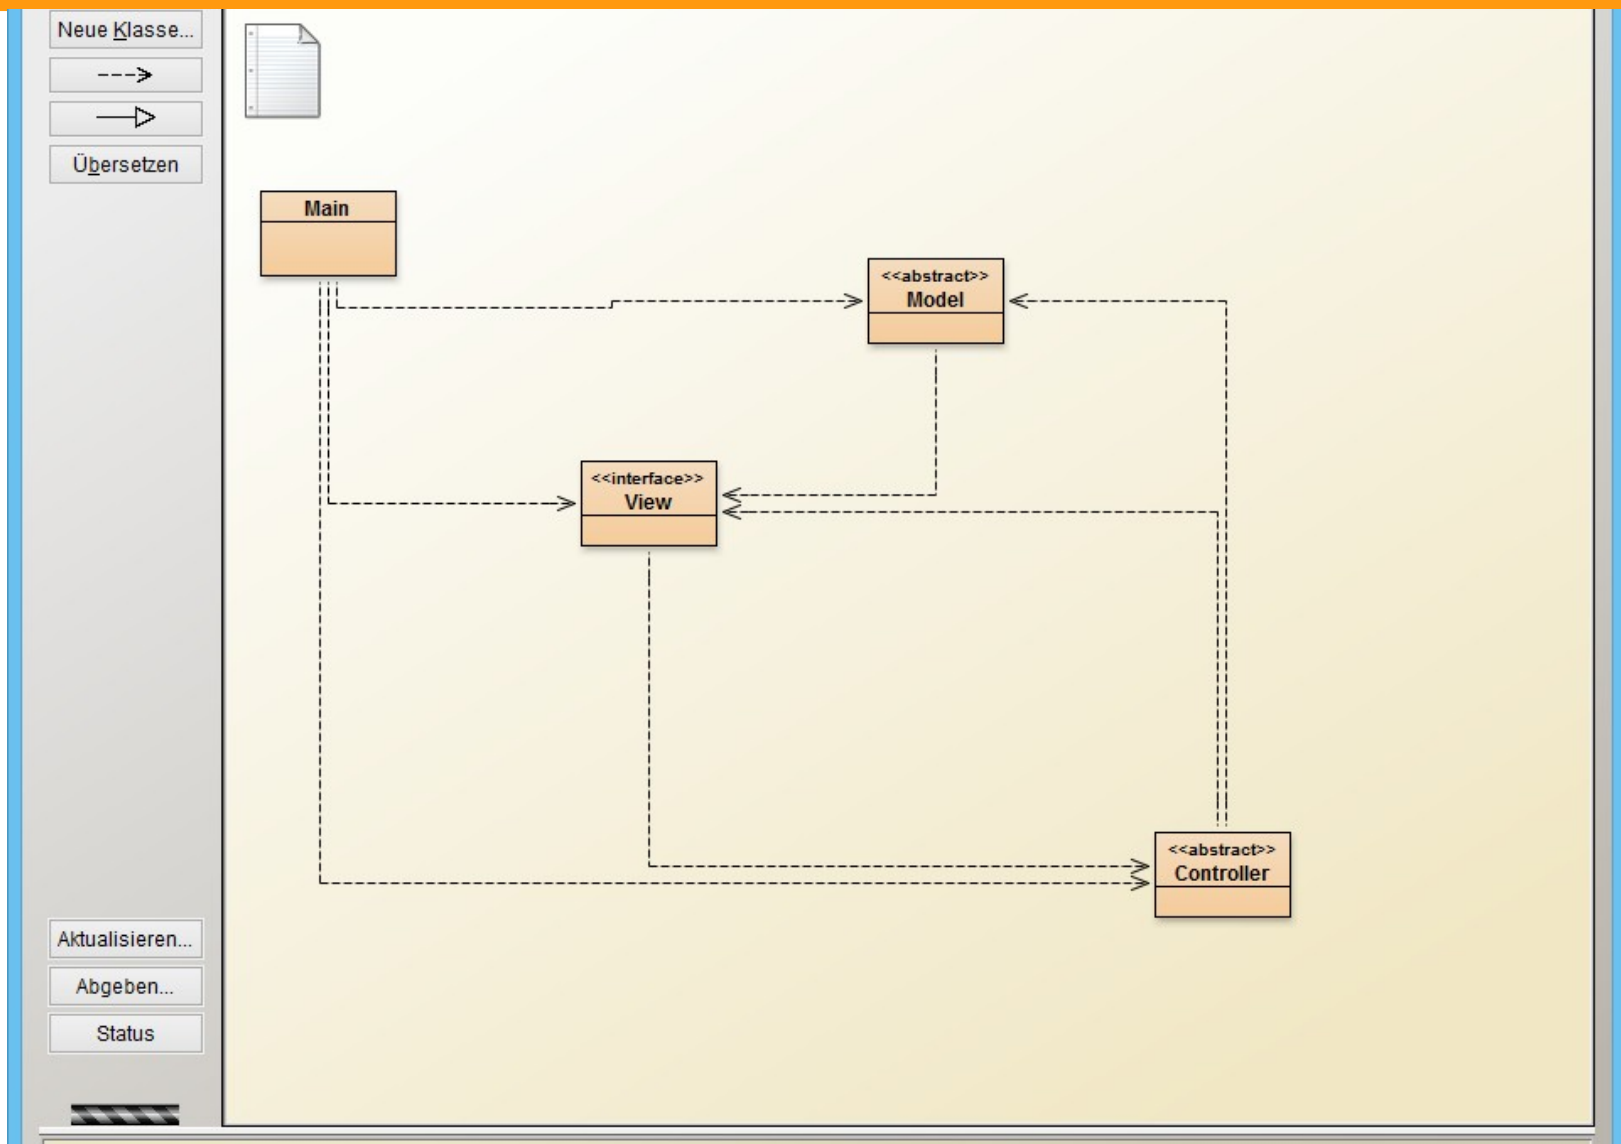 Neue Klasse...
Übersetzen
Main
<<abstract>>
Model
<<interface>>
View
<<abstract>>
Controller
Aktualisieren...
Abgeben...
Status